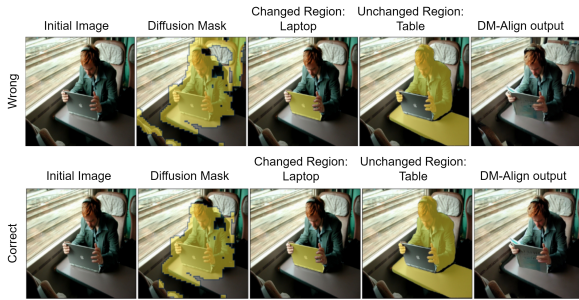 Changed Region: Unchanged Region:
Initial Image Diffusion Mask Laptop Table DM-Align output
Wrong
Changed Region: Unchanged Region:
Initial Image Diffusion Mask Laptop Table DM-Align output
Correct